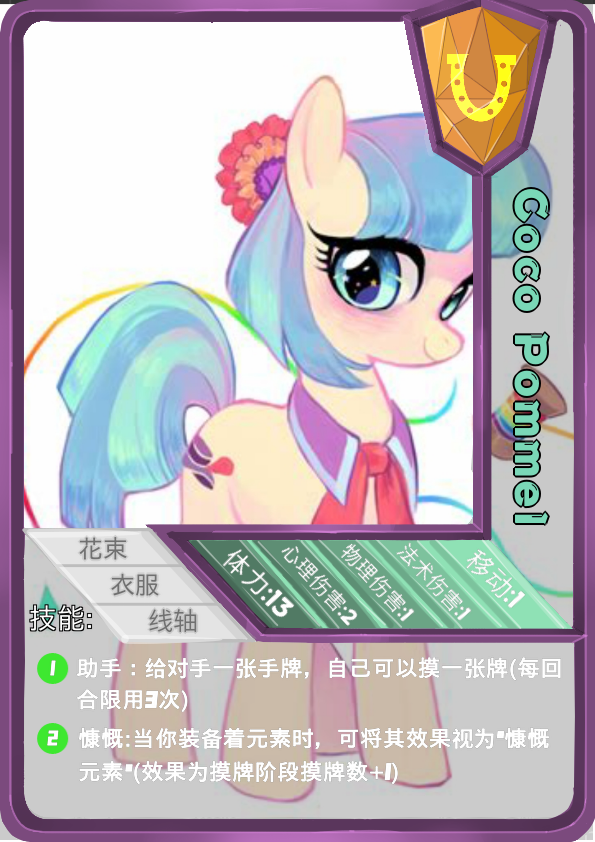 Coco Pommel
花束
衣服
线轴
体力:13
心理伤害:2
物理伤害:1
法术伤害:1
移动:1
技能:
1 助手：给对手一张手牌，自己可以摸一张牌(每回
合限用3次)
2 慷慨:当你装备着元素时，可将其效果视为"慷慨
元素"(效果为摸牌阶段摸牌数+1)